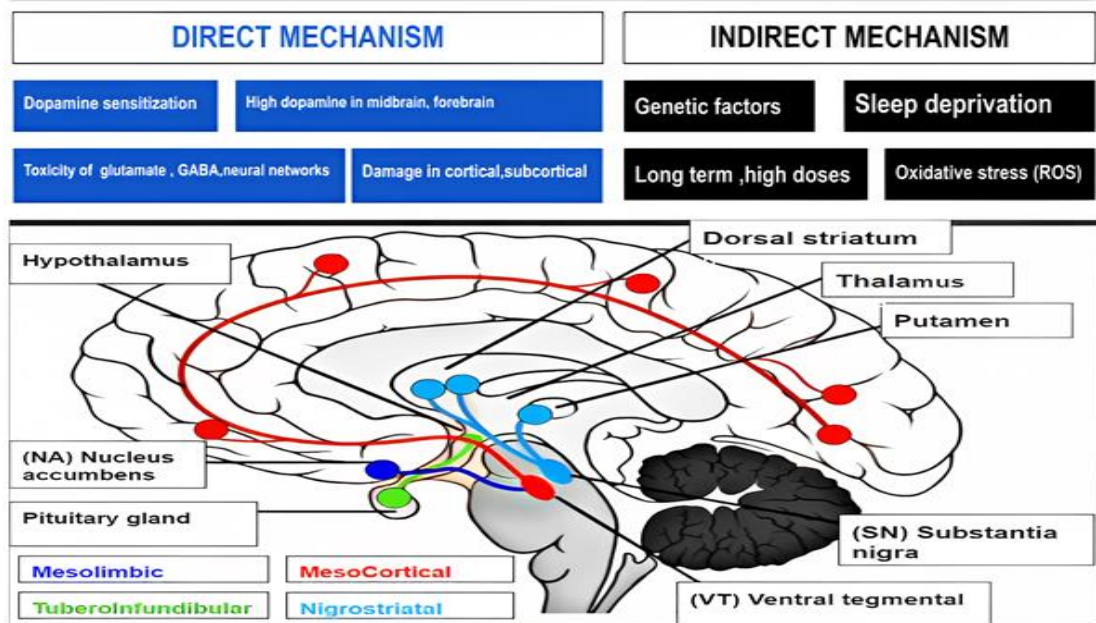 DIRECT MECHANISM
INDIRECT MECHANISM
Dopamine sensitization
High dopamine in midbrain, forebrain
Genetic factors
Sleep deprivation
Toxicity of glutamate , GABA,neural networks
Damage in cortical,subcortical
Long term ,high doses
Oxidative stress (ROS)
Dorsal striatum
Hypothalamus
Thalamus
Putamen
(NA) Nucleus
accumbens
Pituitary gland
(SN) Substantia
nigra
Mesolimbic
MesoCortical
(VT) Ventral tegmental
TuberoInfundibular
Nigrostriatal